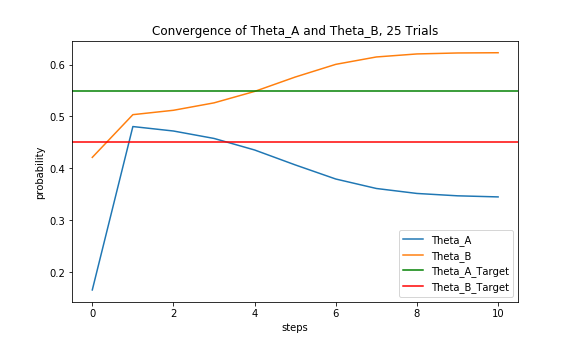 Convergence of Theta_A and Theta_B, 25 Trials
0.6
0.5
0.4
0.3
0.2
probability
0
2
4
6
8
10
steps
Theta_A
Theta_B
Theta_A_Target
Theta_B_Target